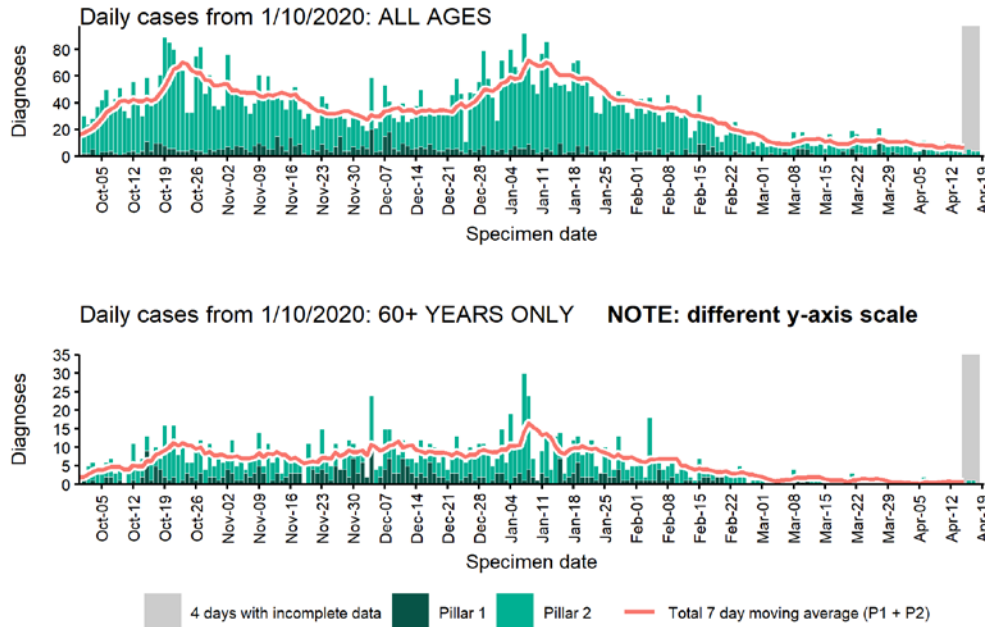 Daily cases from 1/10/2020: ALL AGES
Diagnoses
80
60
40
20
0
Oct-05
Oct-12
Oct-19
Oct-26
Nov-02
Nov-09
Nov-16
Nov-23
Nov-30
Dec-07
Dec-14
Dec-21
Dec-28
Jan-04
Jan-11
Jan-18
Jan-25
Feb-01
Feb-08
Feb-15
Feb-22
Mar-01
Mar-08
Mar-15
Mar-22
Mar-29
Apr-05
Apr-12
Apr-19
Specimen date
Daily cases from 1/10/2020: 60+ YEARS ONLY NOTE: different y-axis scale
Diagnoses
35
30
25
20
15
10
5
0
Oct-05
Oct-12
Oct-19
Oct-26
Nov-02
Nov-09
Nov-16
Nov-23
Nov-30
Dec-07
Dec-14
Dec-21
Dec-28
Jan-04
Jan-11
Jan-18
Jan-25
Feb-01
Feb-08
Feb-15
Feb-22
Mar-01
Mar-08
Mar-15
Mar-22
Mar-29
Apr-05
Apr-12
Apr-19
Specimen date
4 days with incomplete data Pillar 1 Pillar 2 Total 7 day moving average (P1 + P2)